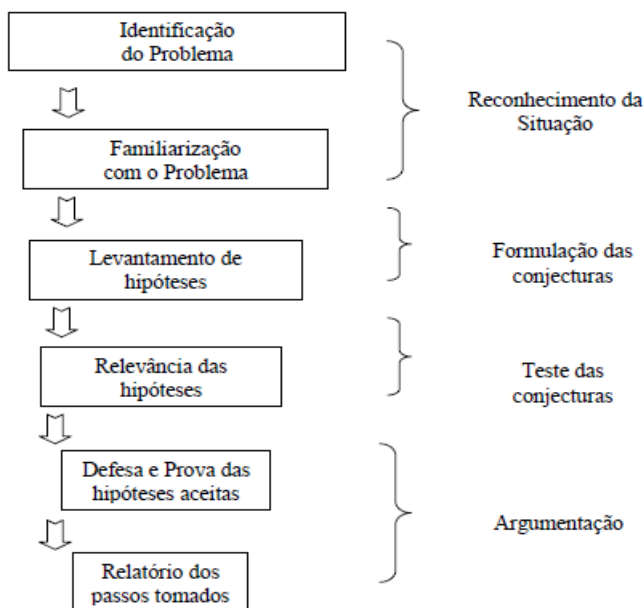 Identificação
do Problema
Reconhecimento da
Situação
Familiarização
com o Problema
Levantamento de
hipóteses
Formulação das
conjecturas
Relevância das
hipóteses
Teste das
conjecturas
Defesa e Prova das
hipóteses aceitas
Argumentação
Relatório dos
passos tomados